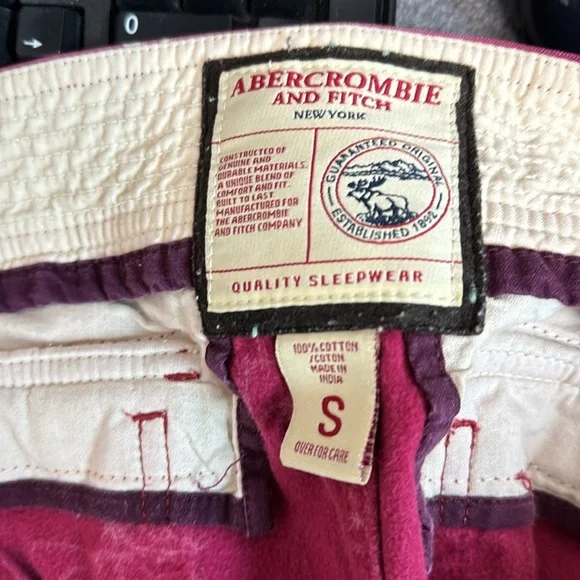 0
ABERCROMBIE
AND FITCH
NEW YORK
CONSTRUCTED OF
GENUINE AND
DURABLE MATERIALS.
A UNIQUE BLEND OF
COMFORT AND FIT.
BUILT TO LAST
MANUFACTURED FOR
THE ABERCROMBIE
AND FITCH COMPANY
GUARANTEED ORIGINAL
ESTABLISHED 1892
QUALITY SLEEPWEAR
100% COTTON
/COTON
MADE IN
INDIA
S
OVER FOR CARE